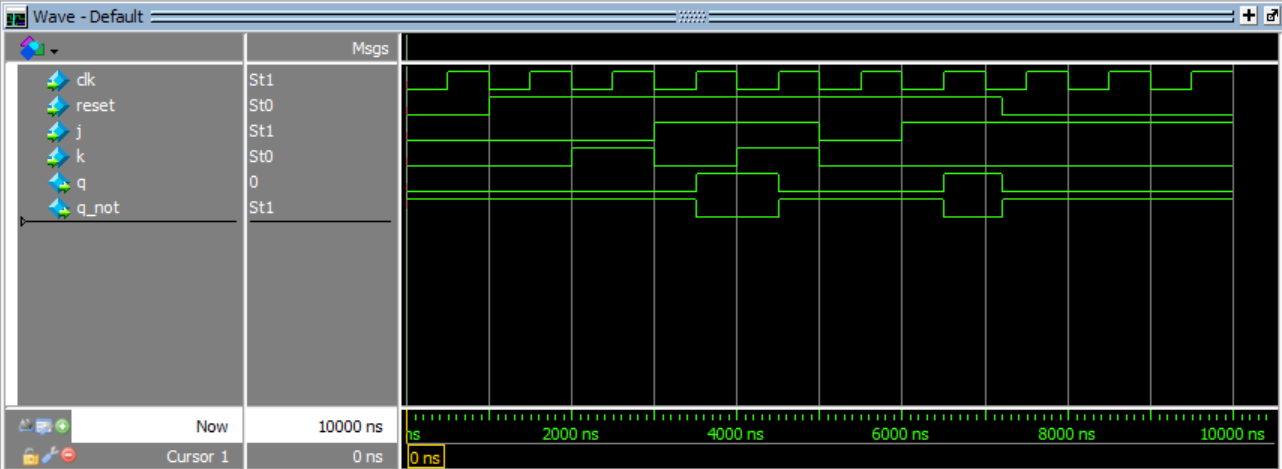 Wave - Default
Msgs
clk St1
reset St0
j St1
k St0
q 0
q_not St1
Now 10000 ns ns 2000 ns 4000 ns 6000 ns 8000 ns 10000 ns
Cursor 1 0 ns 0 ns